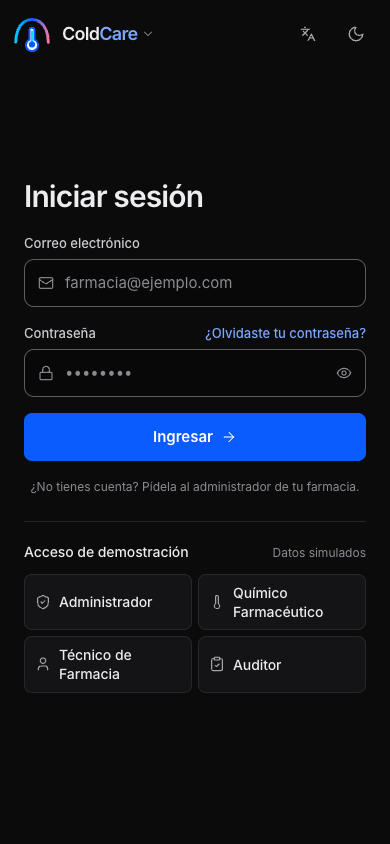 ColdCare
Iniciar sesión
Correo electrónico
farmacia@ejemplo.com
Contraseña
¿Olvidaste tu contraseña?
••••••••
Ingresar
¿No tienes cuenta? Pídela al administrador de tu farmacia.
Acceso de demostración
Datos simulados
Administrador
Químico
Farmacéutico
Técnico de
Farmacia
Auditor